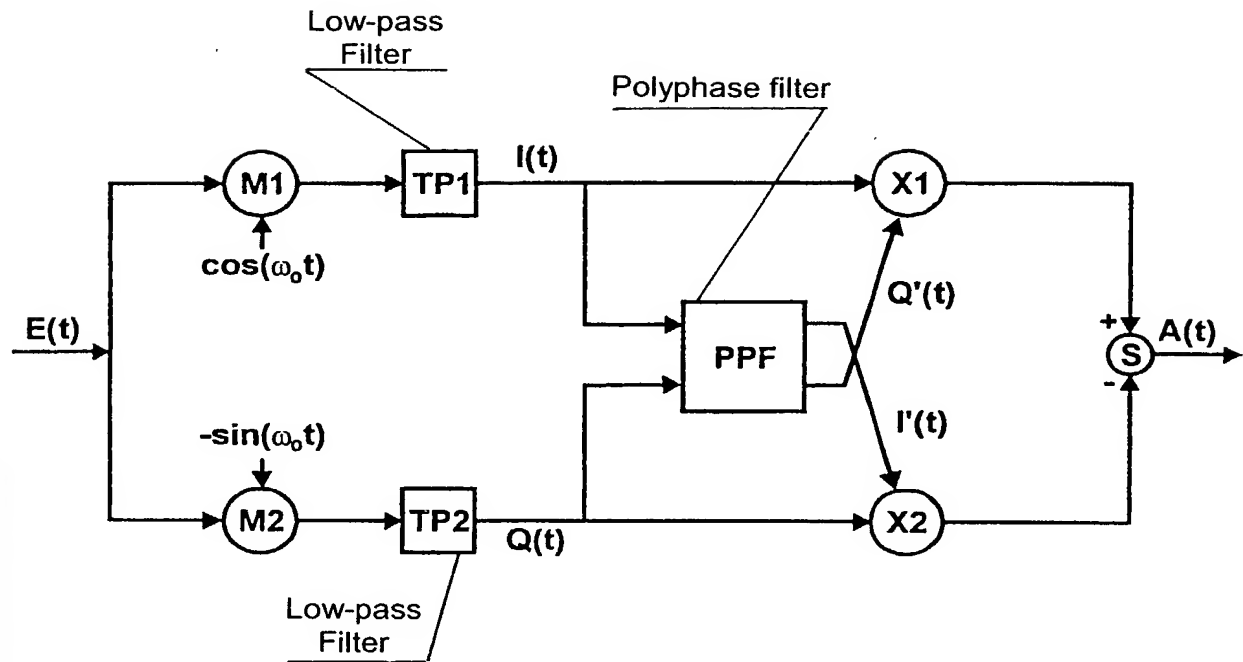 Low-pass
Filter
Polyphase filter
M1
TP1
I(t)
X1
cos(ω₀t)
Q'(t)
E(t)
PPF
+
S
A(t)
-
-sin(ω₀t)
I'(t)
M2
TP2
Q(t)
X2
Low-pass
Filter